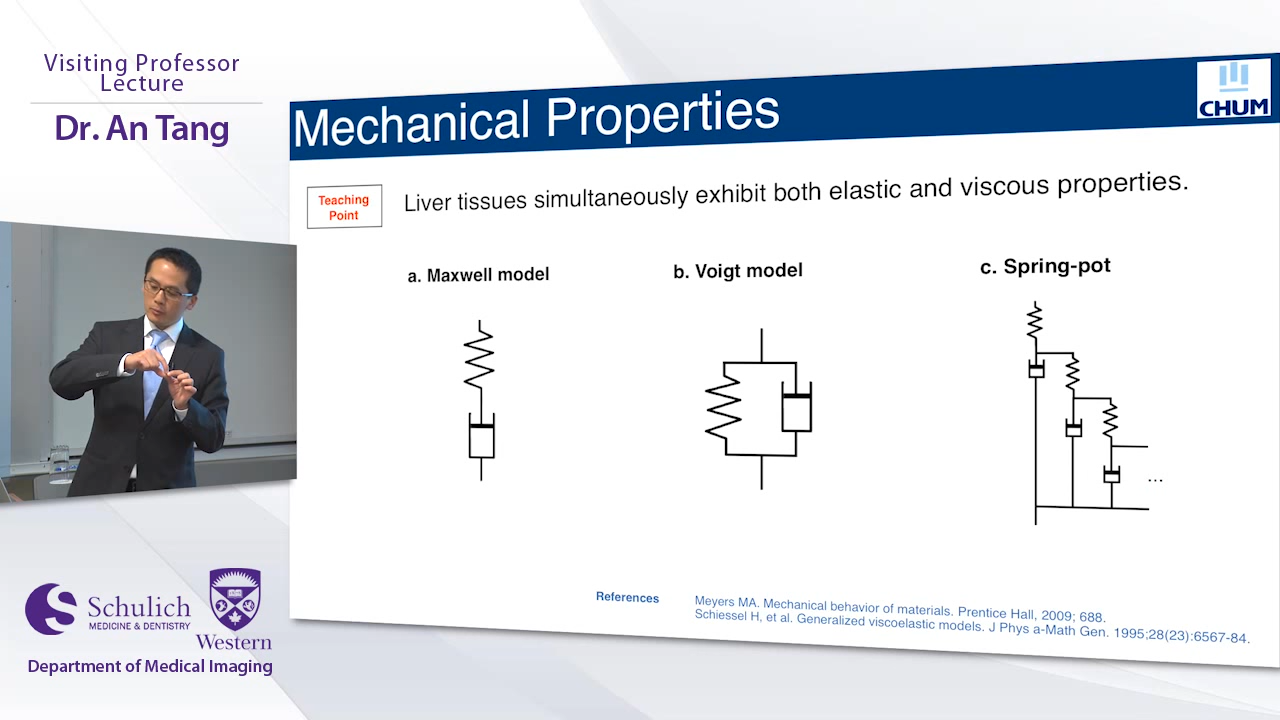 Visiting Professor
Lecture
Dr. An Tang
Mechanical Properties
CHUM
Teaching
Point
Liver tissues simultaneously exhibit both elastic and viscous properties.
a. Maxwell model
b. Voigt model
c. Spring-pot
...
References
Meyers MA. Mechanical behavior of materials. Prentice Hall, 2009; 688.
Schiessel H, et al. Generalized viscoelastic models. J Phys a-Math Gen. 1995;28(23):6567-84.
Schulich
MEDICINE & DENTISTRY
Western
Department of Medical Imaging